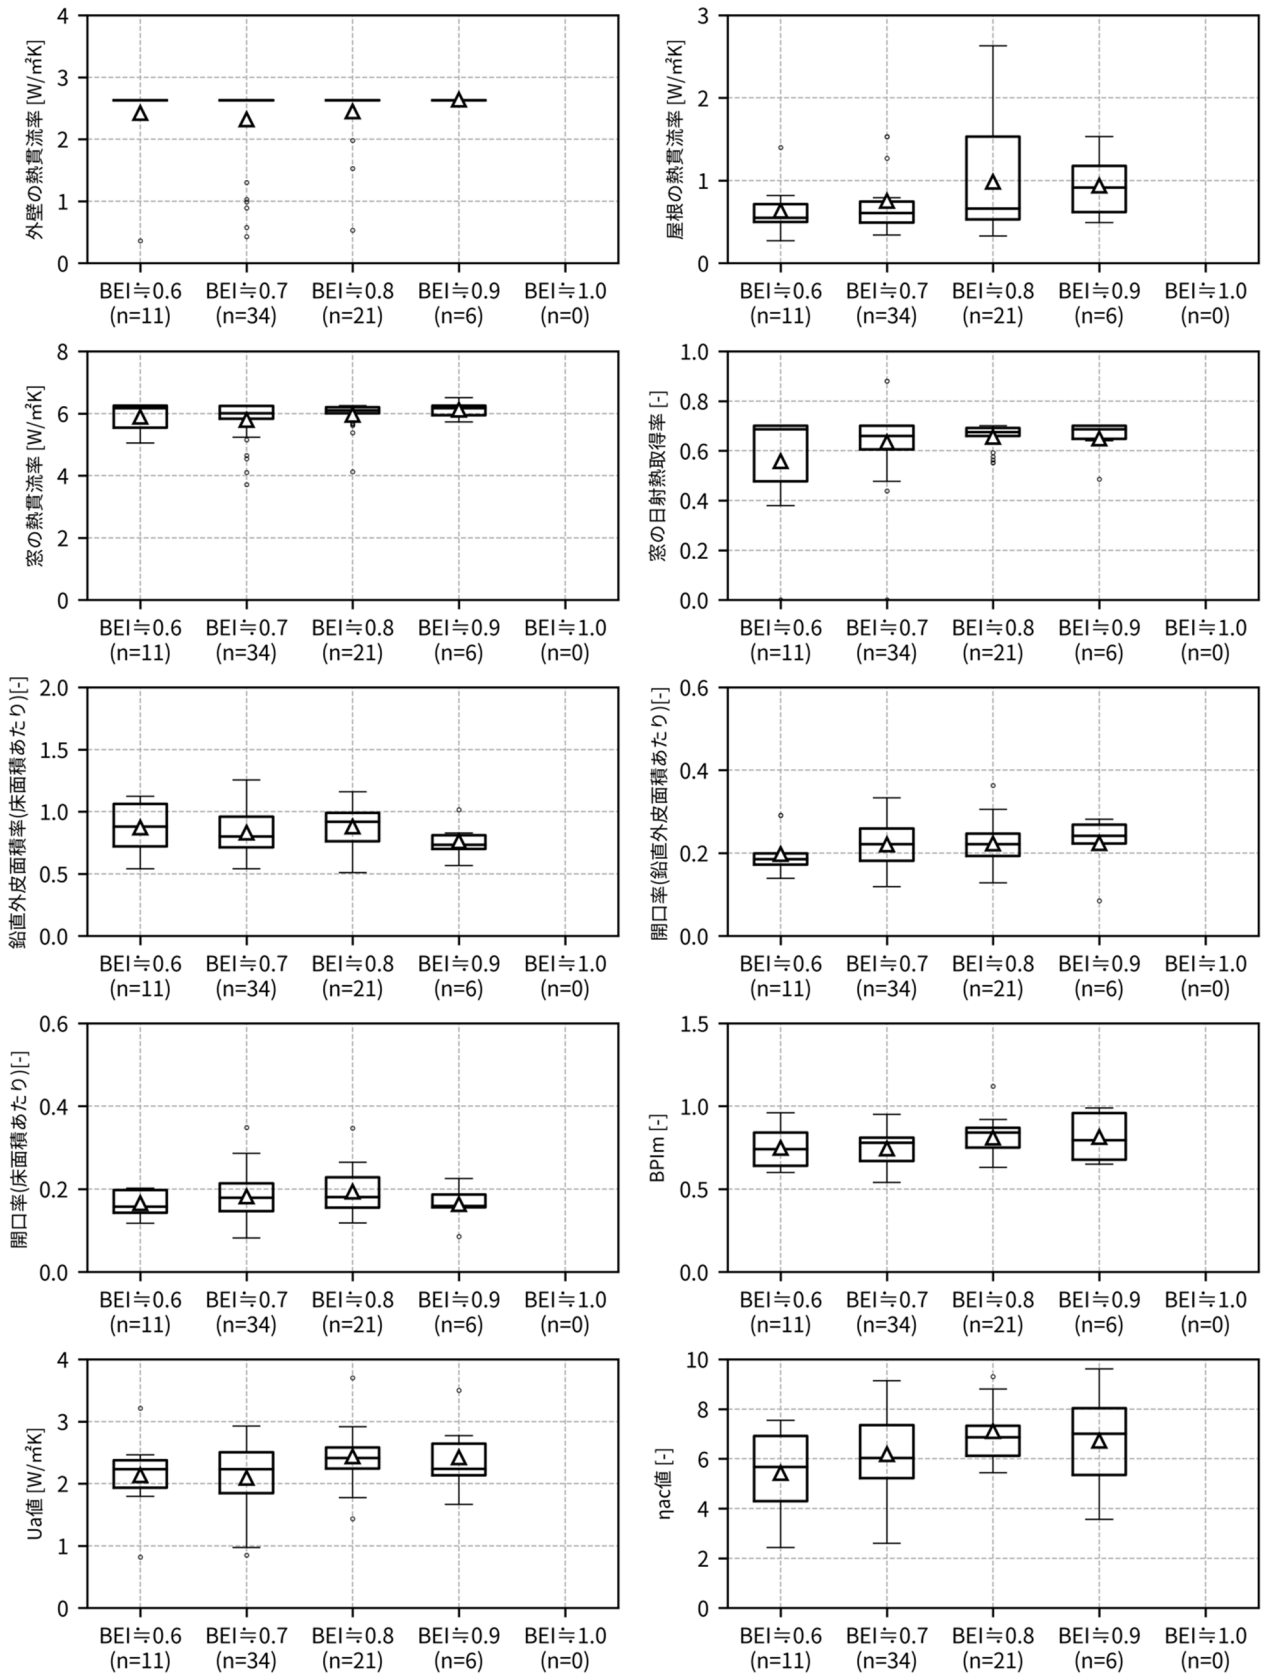 外壁の熱貫流率 [W/㎡K]
4
3
2
1
0
BEI≒0.6 BEI≒0.7 BEI≒0.8 BEI≒0.9 BEI≒1.0
(n=11) (n=34) (n=21) (n=6) (n=0)
屋根の熱貫流率 [W/㎡K]
3
2
1
0
BEI≒0.6 BEI≒0.7 BEI≒0.8 BEI≒0.9 BEI≒1.0
(n=11) (n=34) (n=21) (n=6) (n=0)
窓の熱貫流率 [W/㎡K]
8
6
4
2
0
BEI≒0.6 BEI≒0.7 BEI≒0.8 BEI≒0.9 BEI≒1.0
(n=11) (n=34) (n=21) (n=6) (n=0)
窓の日射熱取得率 [-]
1.0
0.8
0.6
0.4
0.2
0.0
BEI≒0.6 BEI≒0.7 BEI≒0.8 BEI≒0.9 BEI≒1.0
(n=11) (n=34) (n=21) (n=6) (n=0)
鉛直外皮面積率(床面積あたり)[-]
2.0
1.5
1.0
0.5
0.0
BEI≒0.6 BEI≒0.7 BEI≒0.8 BEI≒0.9 BEI≒1.0
(n=11) (n=34) (n=21) (n=6) (n=0)
開口率(鉛直外皮面積あたり)[-]
0.6
0.4
0.2
0.0
BEI≒0.6 BEI≒0.7 BEI≒0.8 BEI≒0.9 BEI≒1.0
(n=11) (n=34) (n=21) (n=6) (n=0)
開口率(床面積あたり)[-]
0.6
0.4
0.2
0.0
BEI≒0.6 BEI≒0.7 BEI≒0.8 BEI≒0.9 BEI≒1.0
(n=11) (n=34) (n=21) (n=6) (n=0)
BPIm [-]
1.5
1.0
0.5
0.0
BEI≒0.6 BEI≒0.7 BEI≒0.8 BEI≒0.9 BEI≒1.0
(n=11) (n=34) (n=21) (n=6) (n=0)
Ua値 [W/㎡K]
4
3
2
1
0
BEI≒0.6 BEI≒0.7 BEI≒0.8 BEI≒0.9 BEI≒1.0
(n=11) (n=34) (n=21) (n=6) (n=0)
ηac値 [-]
10
8
6
4
2
0
BEI≒0.6 BEI≒0.7 BEI≒0.8 BEI≒0.9 BEI≒1.0
(n=11) (n=34) (n=21) (n=6) (n=0)